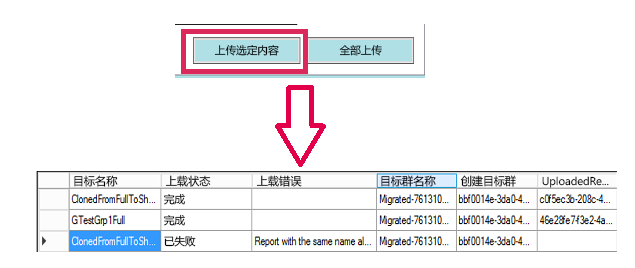 上传选定内容 全部上传
目标名称 上载状态 上载错误 目标群名称 创建目标群 UploadedRe...
ClonedFromFullToSh... 完成 Migrated-761310... bbf0014e-3da0-4... c0f5ec3b-208c-4...
GTestGrp1Full 完成 Migrated-761310... bbf0014e-3da0-4... 46e28fe7-f3e2-4a...
ClonedFromFullToSh... 已失败 Report with the same name al... Migrated-761310... bbf0014e-3da0-4...